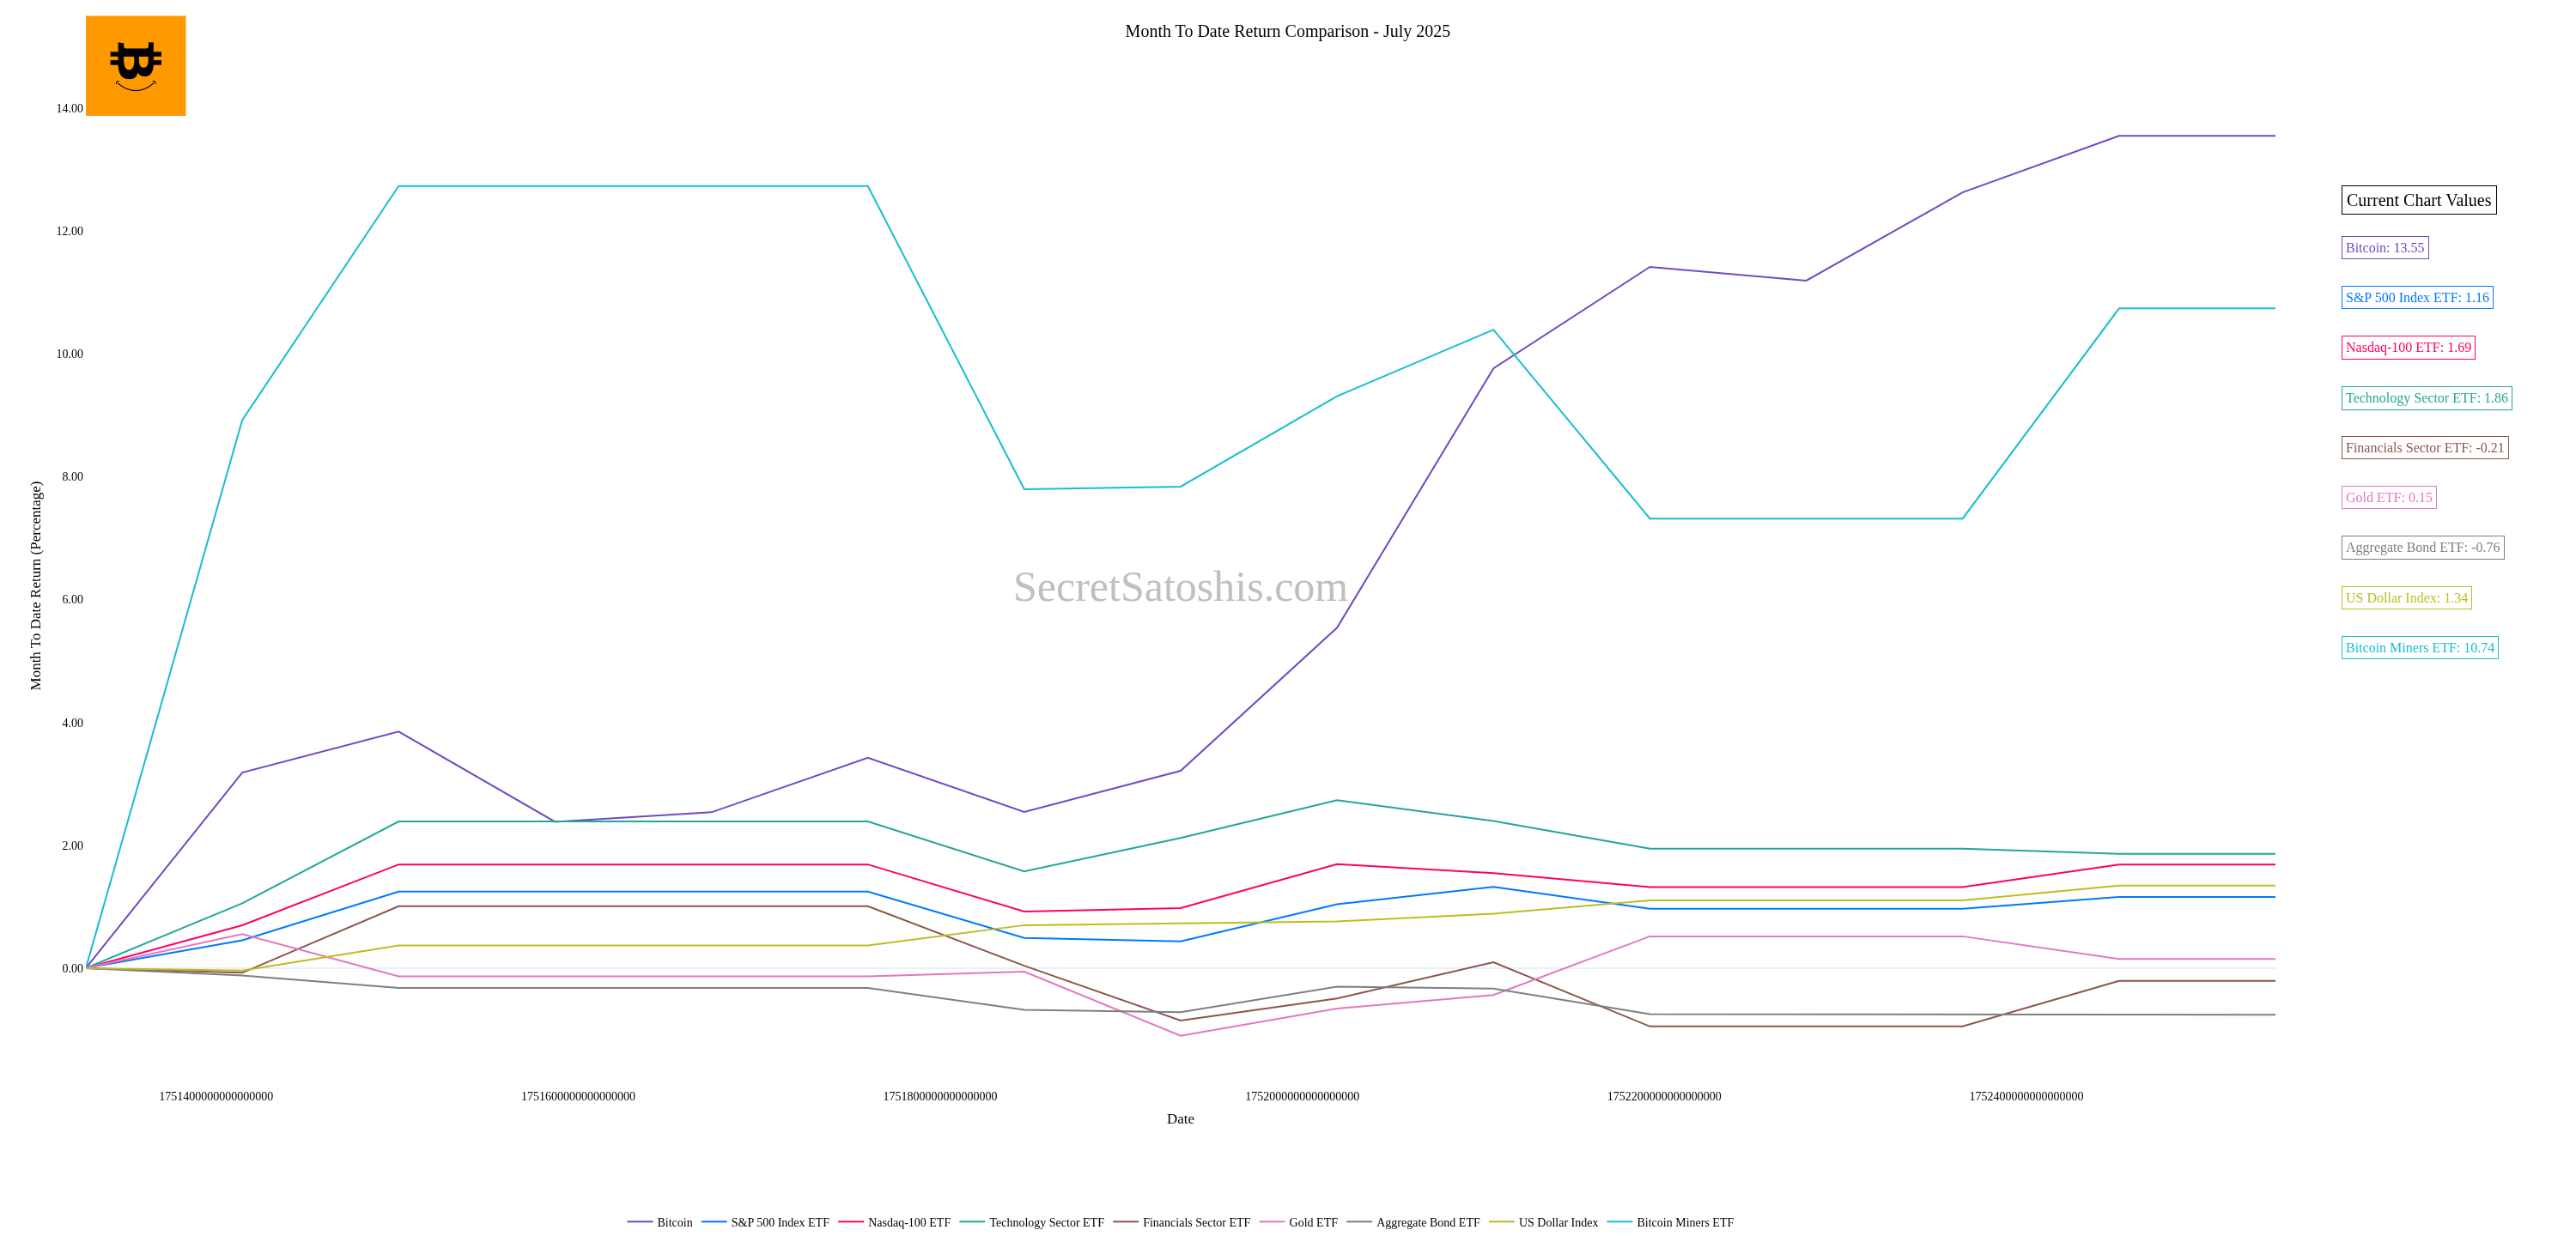 Month To Date Return Comparison - July 2025
14.00
12.00
10.00
8.00
6.00
4.00
2.00
0.00
Month To Date Return (Percentage)
SecretSatoshis.com
Current Chart Values
Bitcoin: 13.55
S&P 500 Index ETF: 1.16
Nasdaq-100 ETF: 1.69
Technology Sector ETF: 1.86
Financials Sector ETF: -0.21
Gold ETF: 0.15
Aggregate Bond ETF: -0.76
US Dollar Index: 1.34
Bitcoin Miners ETF: 10.74
1751400000000000000 1751600000000000000 1751800000000000000 1752000000000000000 1752200000000000000 1752400000000000000
Date
Bitcoin S&P 500 Index ETF Nasdaq-100 ETF Technology Sector ETF Financials Sector ETF Gold ETF Aggregate Bond ETF US Dollar Index Bitcoin Miners ETF